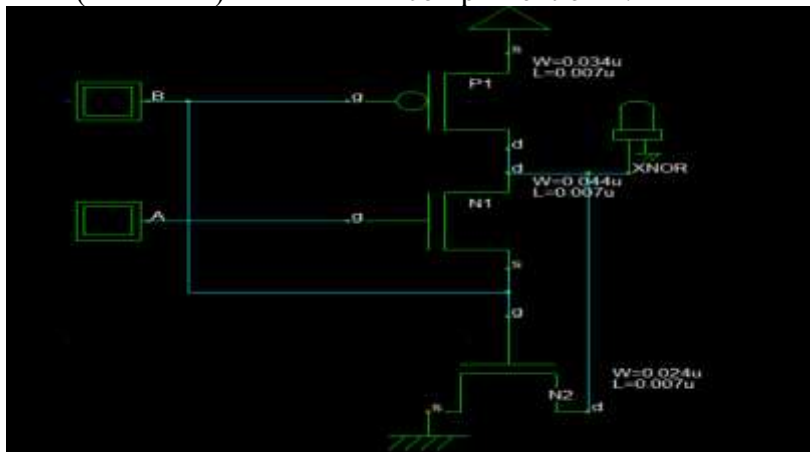 s
W=0.034u
L=0.007u
P1
B
g
d
d
XNOR
W=0.044u
L=0.007u
N1
A
g
s
g
W=0.024u
L=0.007u
N2
s
d